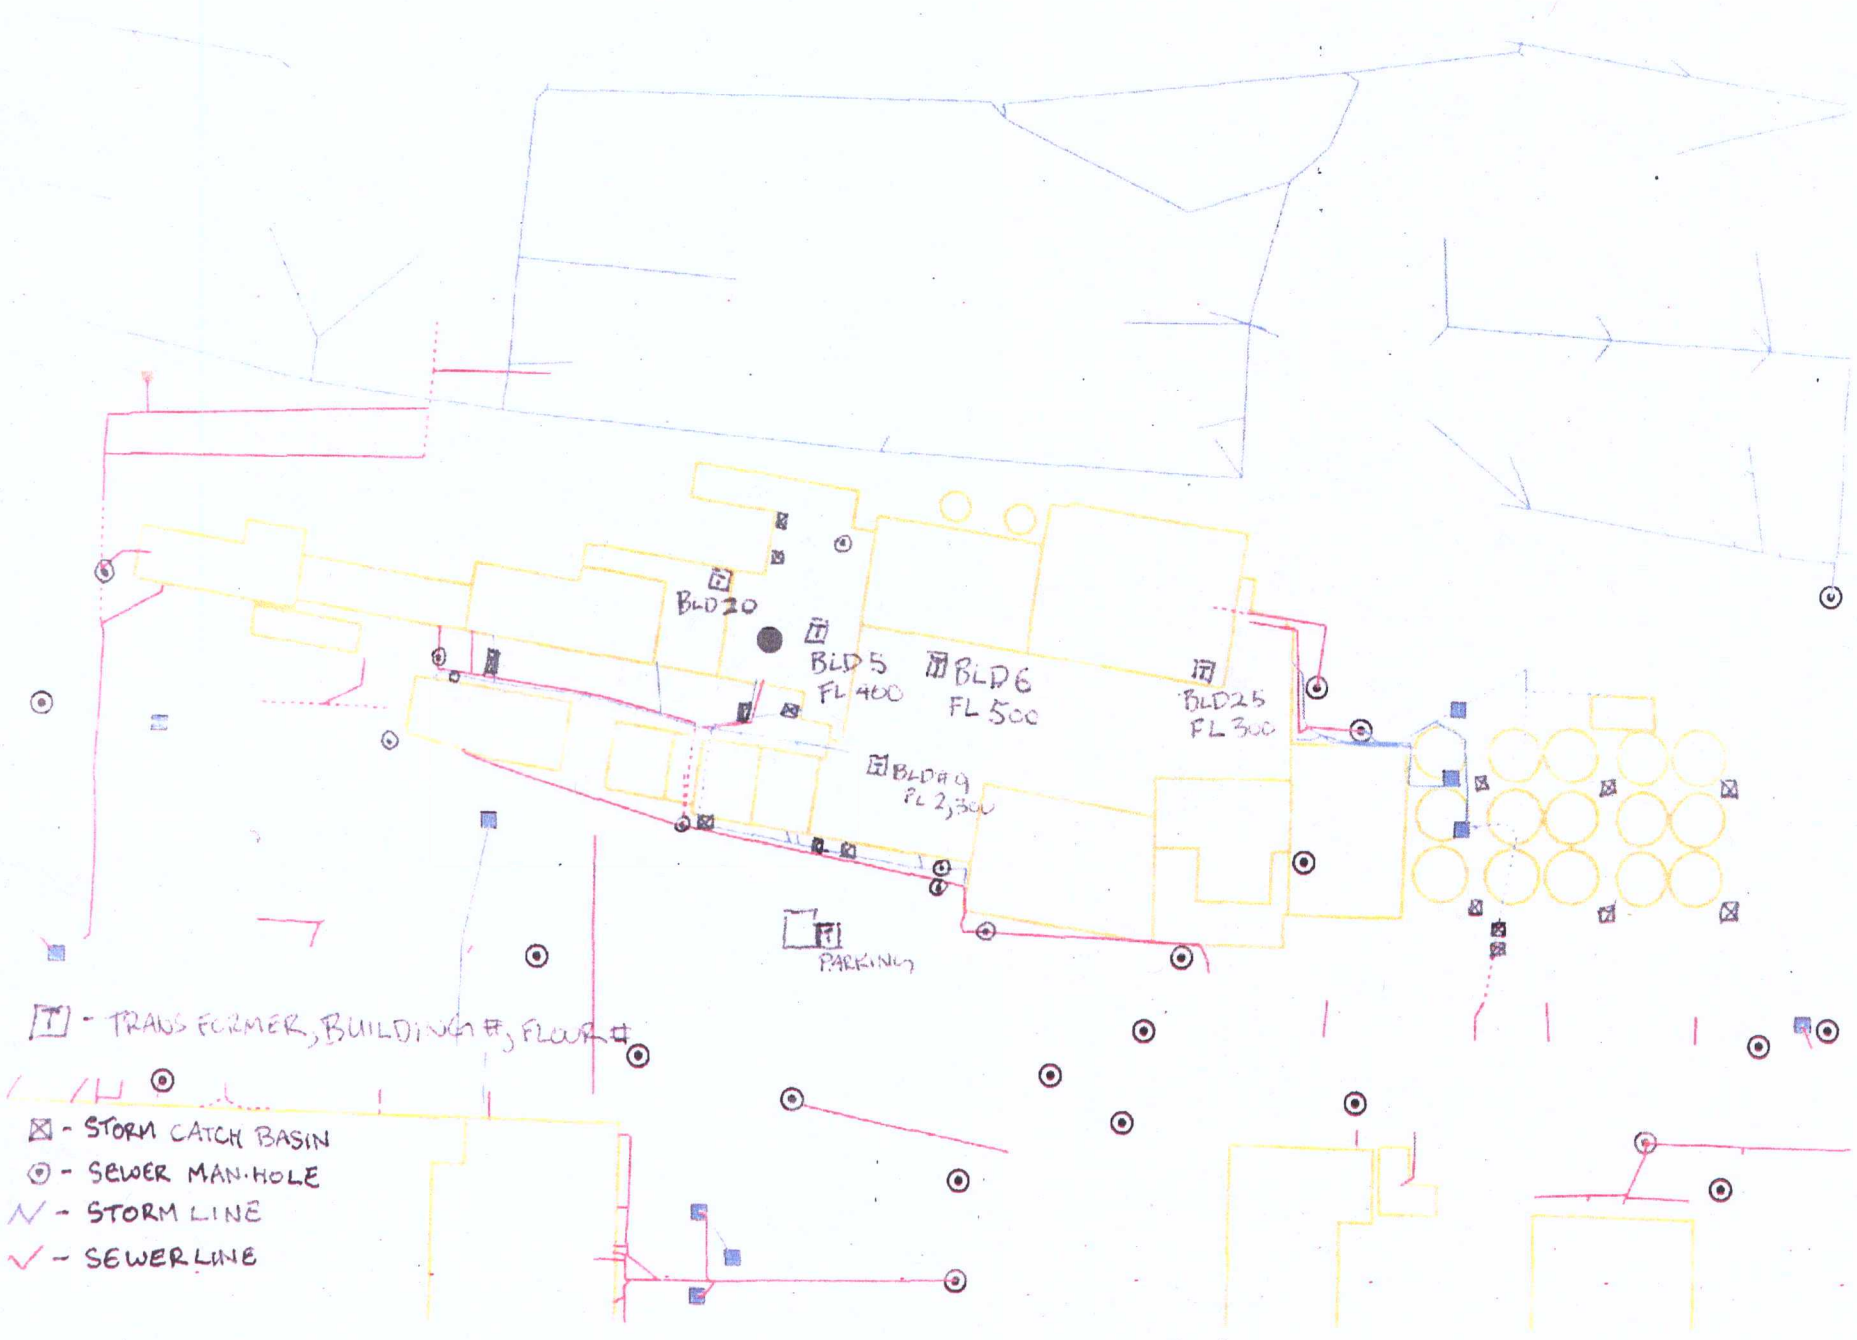 T
BLD 20
T
BLD 5
FL 400
T
BLD 6
FL 500
T
BLD 25
FL 300
T
BLD #9
FL 2,300
T
PARKING
T - TRANSFORMER, BUILDING #, FLOUR #
- STORM CATCH BASIN
- SEWER MAN-HOLE
- STORM LINE
- SEWER LINE